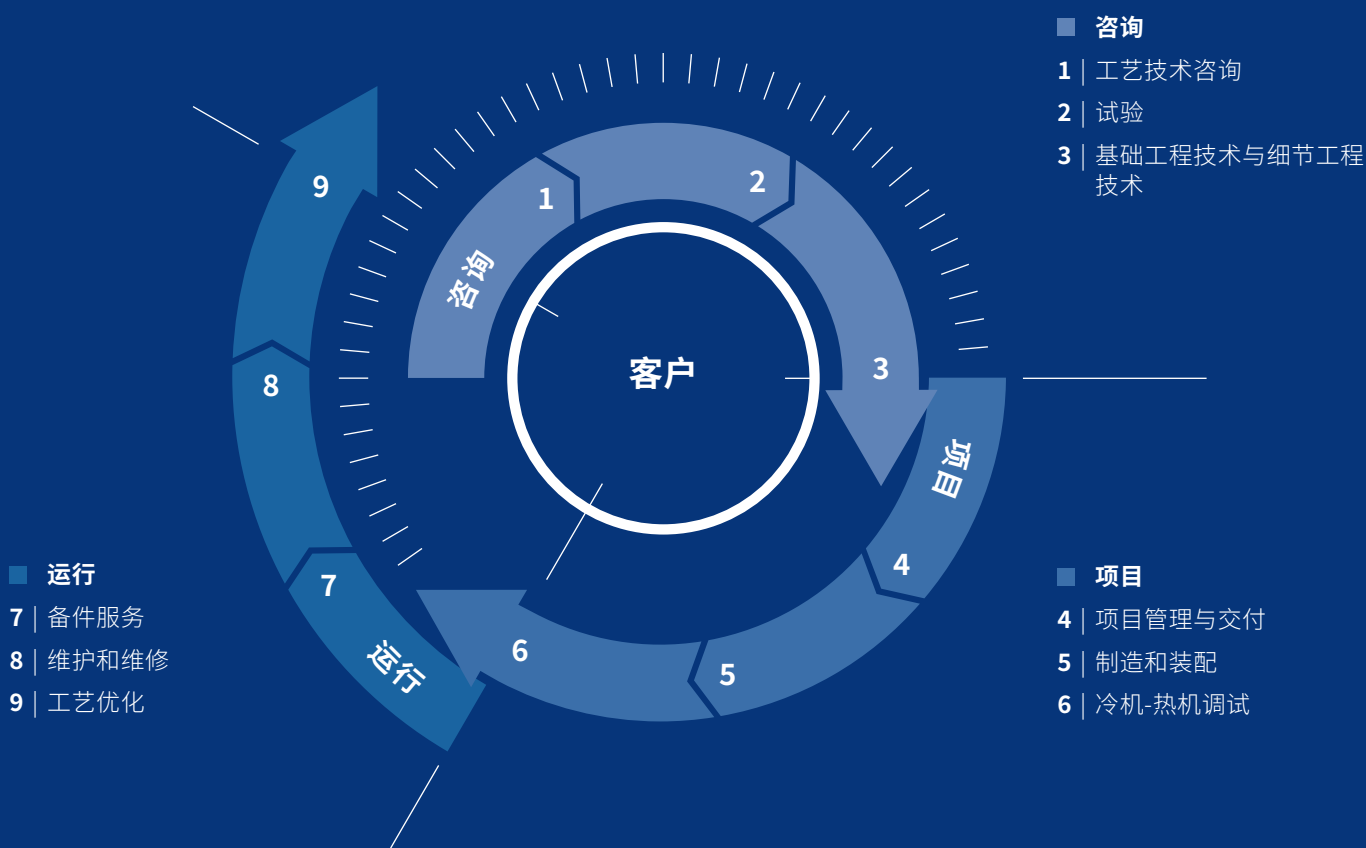 咨询
1 | 工艺技术咨询
2 | 试验
3 | 基础工程技术与细节工程
技术
9
1
2
咨询
客户
3
8
项目
4
7
6
5
运行
运行
7 | 备件服务
8 | 维护和维修
9 | 工艺优化
项目
4 | 项目管理与交付
5 | 制造和装配
6 | 冷机-热机调试